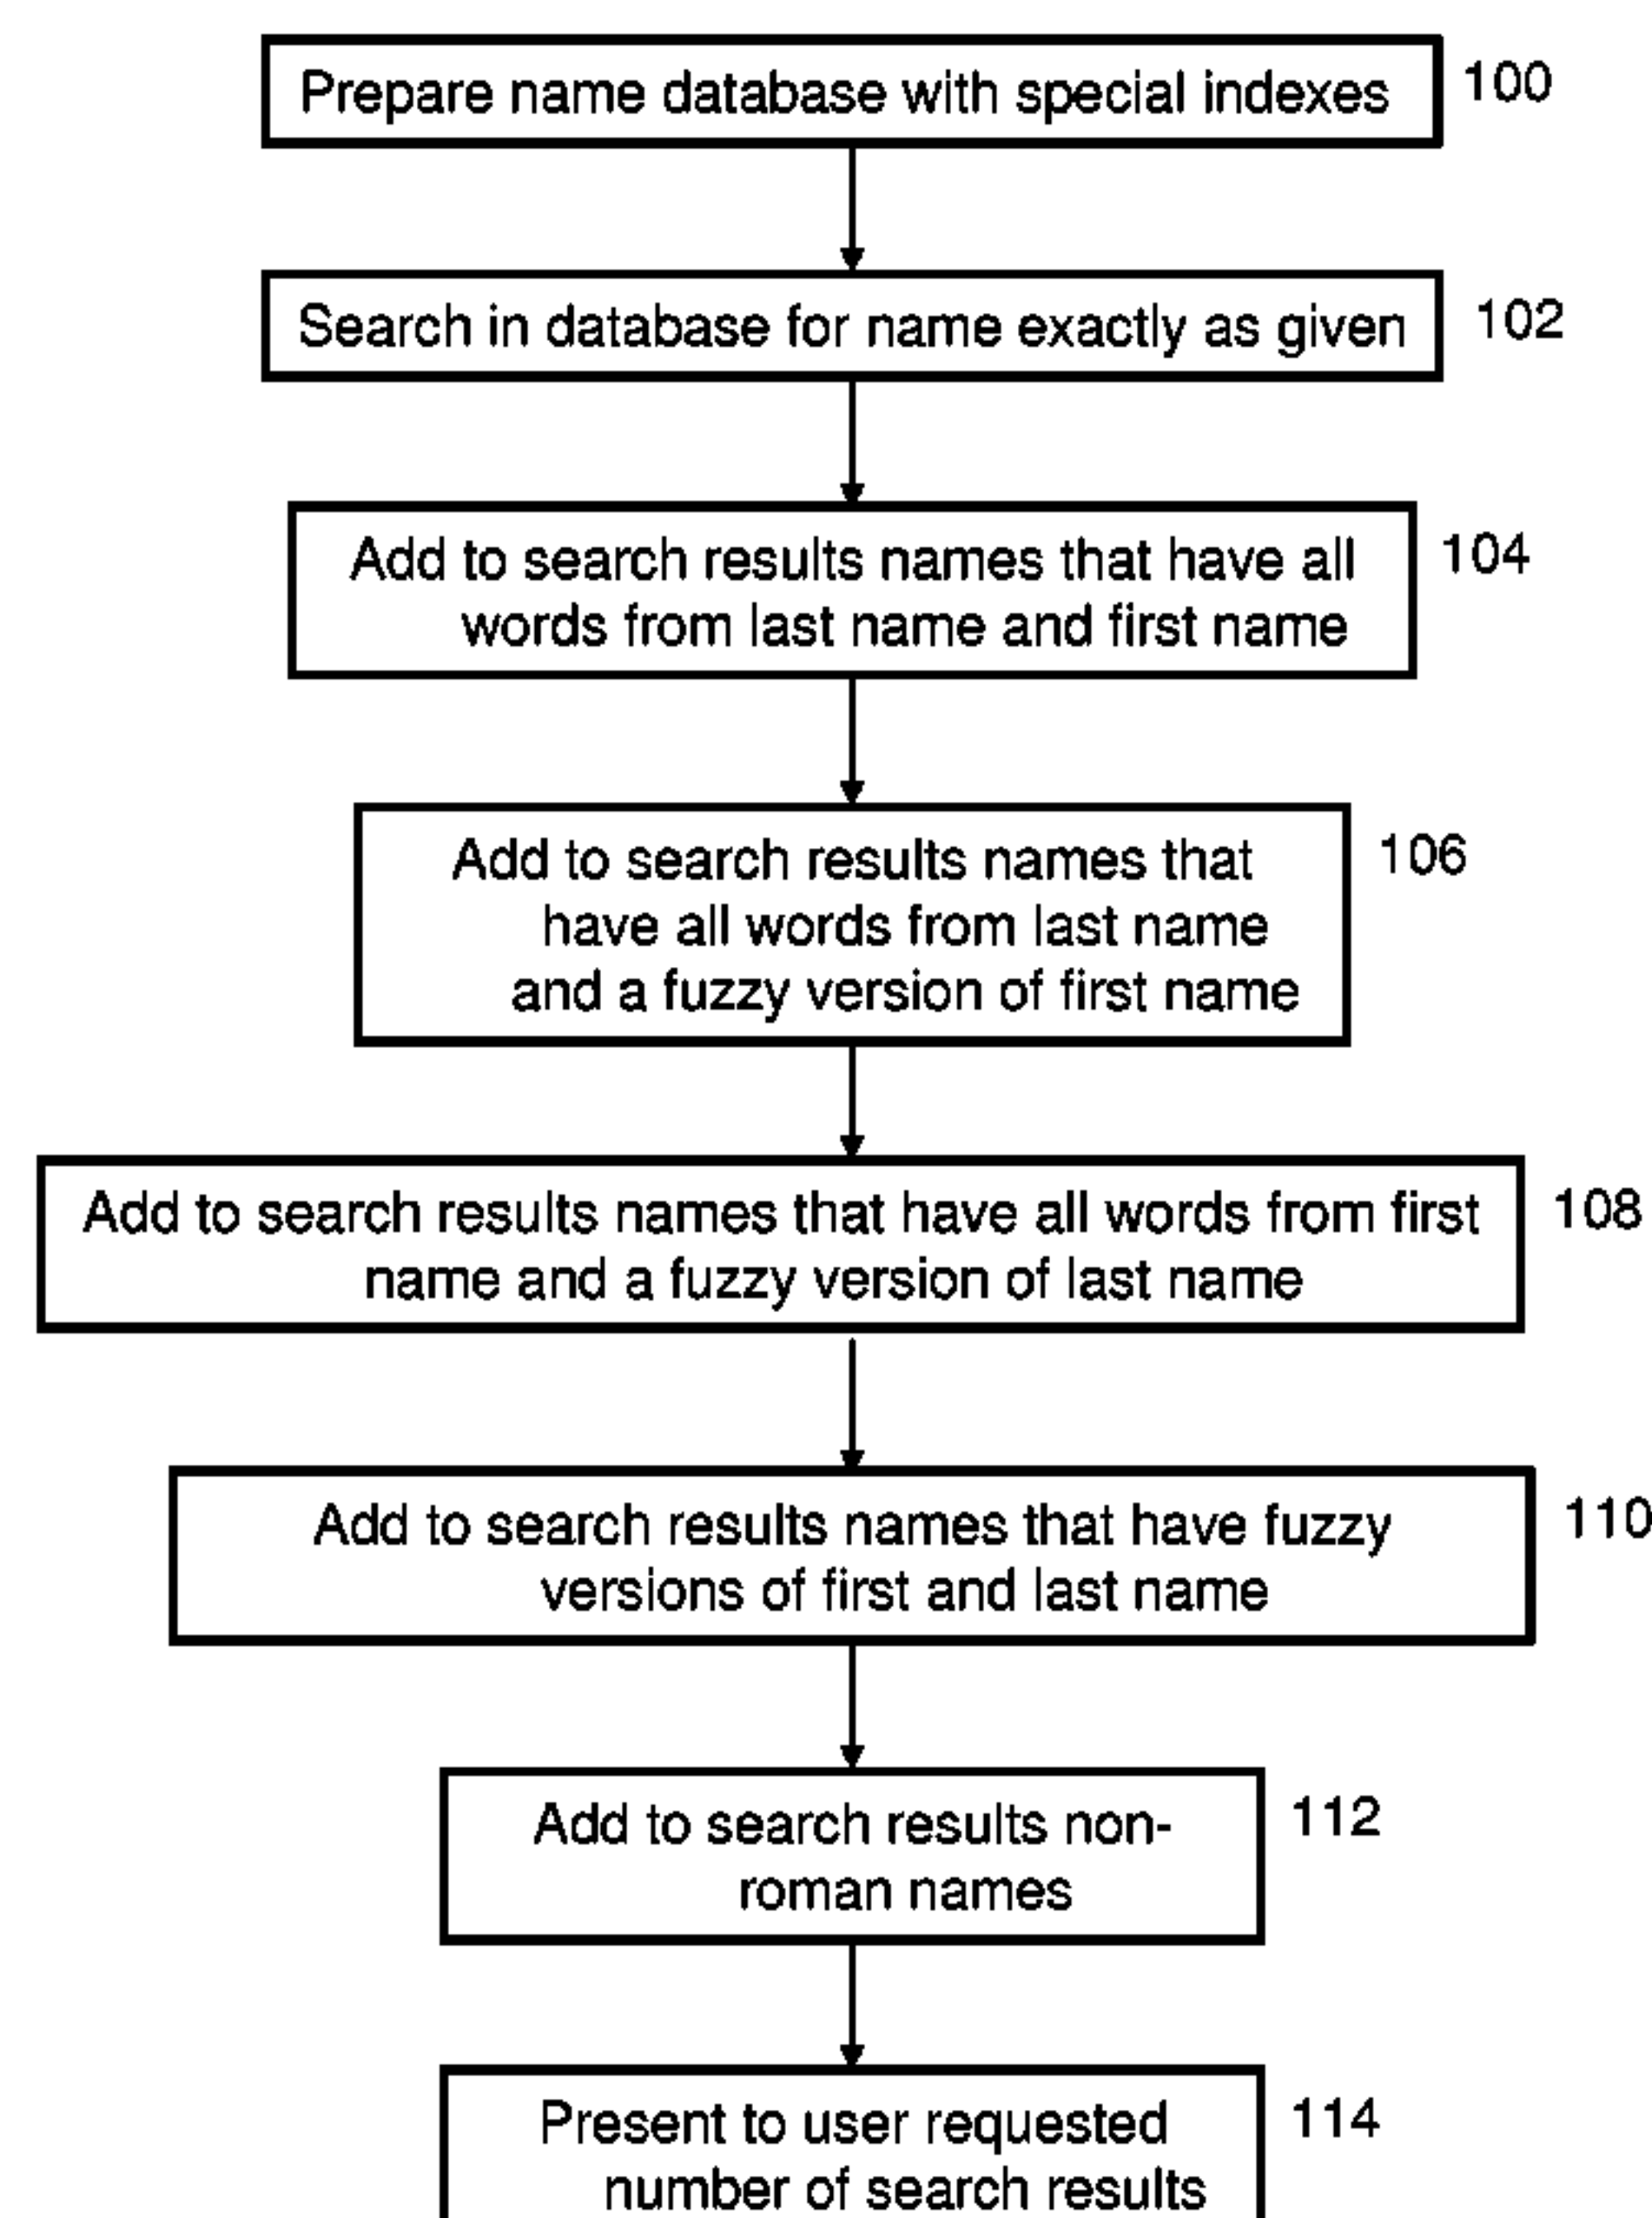 Prepare name database with special indexes 100
Search in database for name exactly as given 102
Add to search results names that have all 104
words from last name and first name
Add to search results names that 106
have all words from last name
and a fuzzy version of first name
Add to search results names that have all words from first 108
name and a fuzzy version of last name
Add to search results names that have fuzzy 110
versions of first and last name
Add to search results non- 112
roman names
Present to user requested 114
number of search results